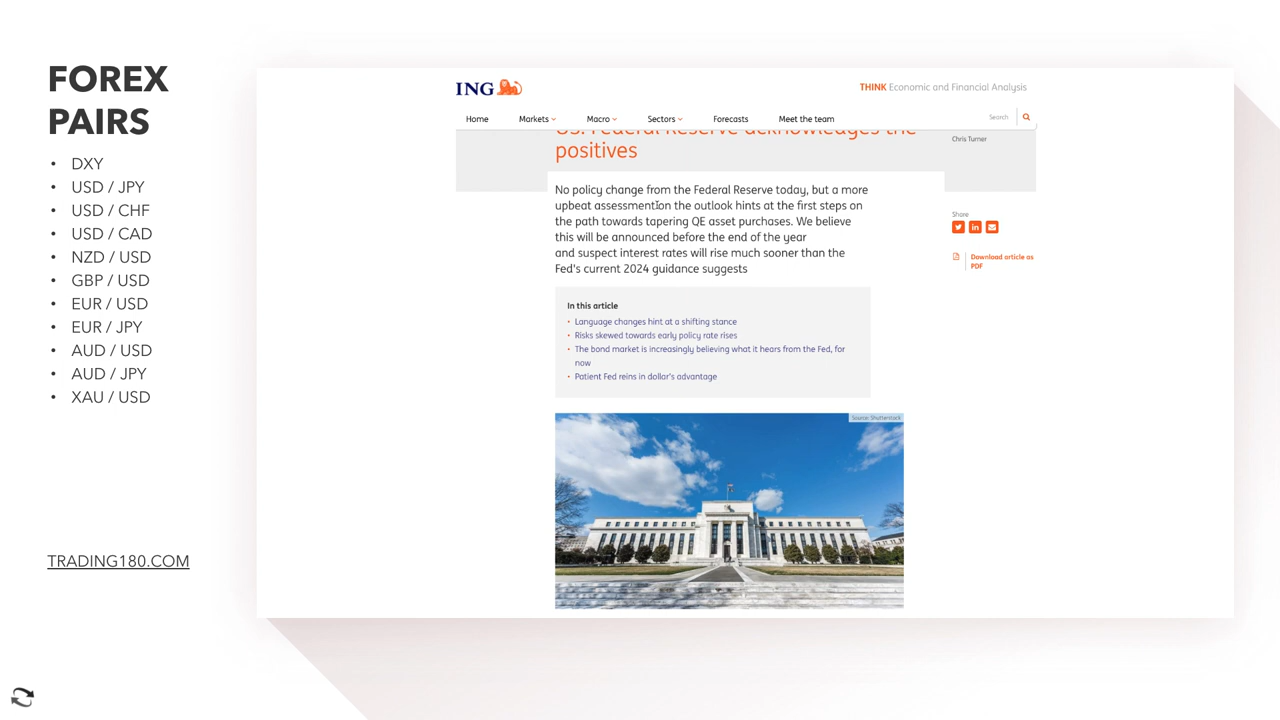 FOREX
PAIRS
• DXY
• USD / JPY
• USD / CHF
• USD / CAD
• NZD / USD
• GBP / USD
• EUR / USD
• EUR / JPY
• AUD / USD
• AUD / JPY
• XAU / USD
TRADING180.COM
ING
THINK Economic and Financial Analysis
Home Markets Macro Sectors Forecasts Meet the team Search
US: Federal Reserve acknowledges the
positives
Chris Turner
No policy change from the Federal Reserve today, but a more
upbeat assessment on the outlook hints at the first steps on
the path towards tapering QE asset purchases. We believe
this will be announced before the end of the year
and suspect interest rates will rise much sooner than the
Fed's current 2024 guidance suggests
Share
Download article as
PDF
In this article
• Language changes hint at a shifting stance
• Risks skewed towards early policy rate rises
• The bond market is increasingly believing what it hears from the Fed, for
now
• Patient Fed reins in dollar's advantage
Source: Shutterstock